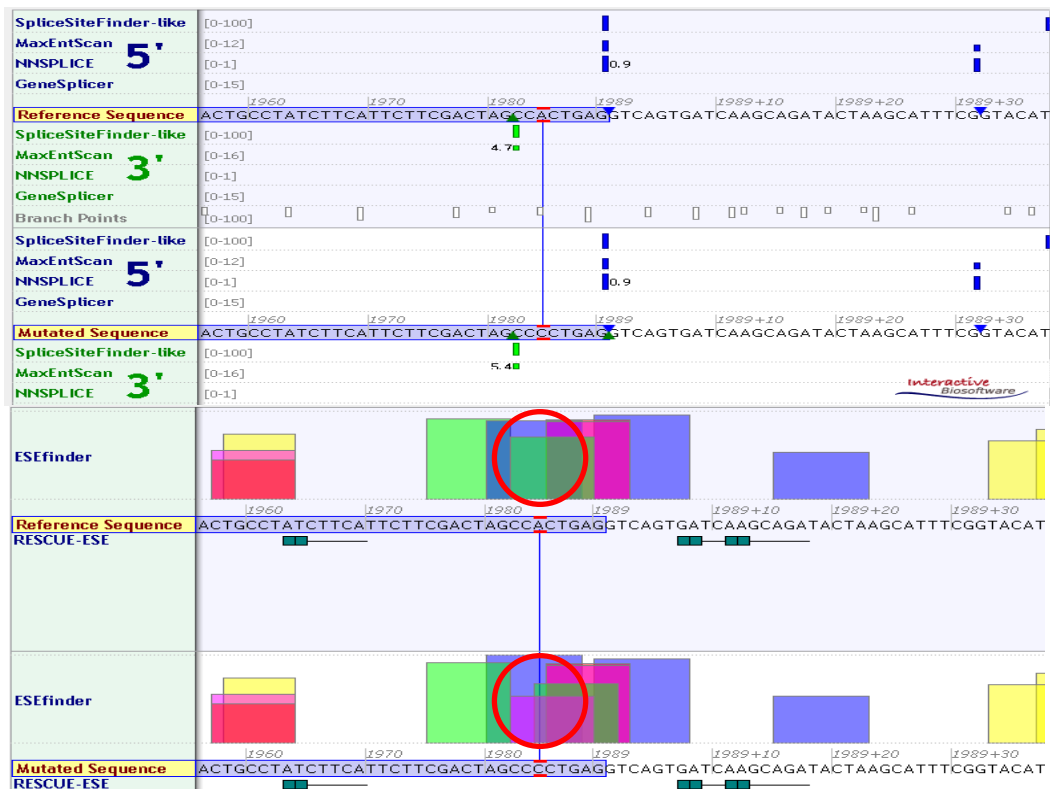 SpliceSiteFinder-like [0-100]
MaxEntScan [0-12]
5'
NNSPLICE [0-1] 0.9
GeneSplicer [0-15]
1960 1970 1980 1989 1989+10 1989+20 1989+30
Reference Sequence ACTGCCTATCTTCATTCTTCGACTAGCCACTGAGGTCAGTGATCAAGCAGATACTAAGCATTTCGGTACAT
SpliceSiteFinder-like [0-100]
MaxEntScan [0-16] 4.7
3'
NNSPLICE [0-1]
GeneSplicer [0-15]
Branch Points [0-100]
SpliceSiteFinder-like [0-100]
MaxEntScan [0-12]
5'
NNSPLICE [0-1] 0.9
GeneSplicer [0-15]
1960 1970 1980 1989 1989+10 1989+20 1989+30
Mutated Sequence ACTGCCTATCTTCATTCTTCGACTAGCCCCTGAGGTCAGTGATCAAGCAGATACTAAGCATTTCGGTACAT
SpliceSiteFinder-like [0-100]
MaxEntScan [0-16] 5.4
3'
NNSPLICE [0-1]
Interactive
Biosoftware
ESEfinder
1960 1970 1980 1989 1989+10 1989+20 1989+30
Reference Sequence ACTGCCTATCTTCATTCTTCGACTAGCCACTGAGGTCAGTGATCAAGCAGATACTAAGCATTTCGGTACAT
RESCUE-ESE
ESEfinder
1960 1970 1980 1989 1989+10 1989+20 1989+30
Mutated Sequence ACTGCCTATCTTCATTCTTCGACTAGCCCCTGAGGTCAGTGATCAAGCAGATACTAAGCATTTCGGTACAT
RESCUE-ESE